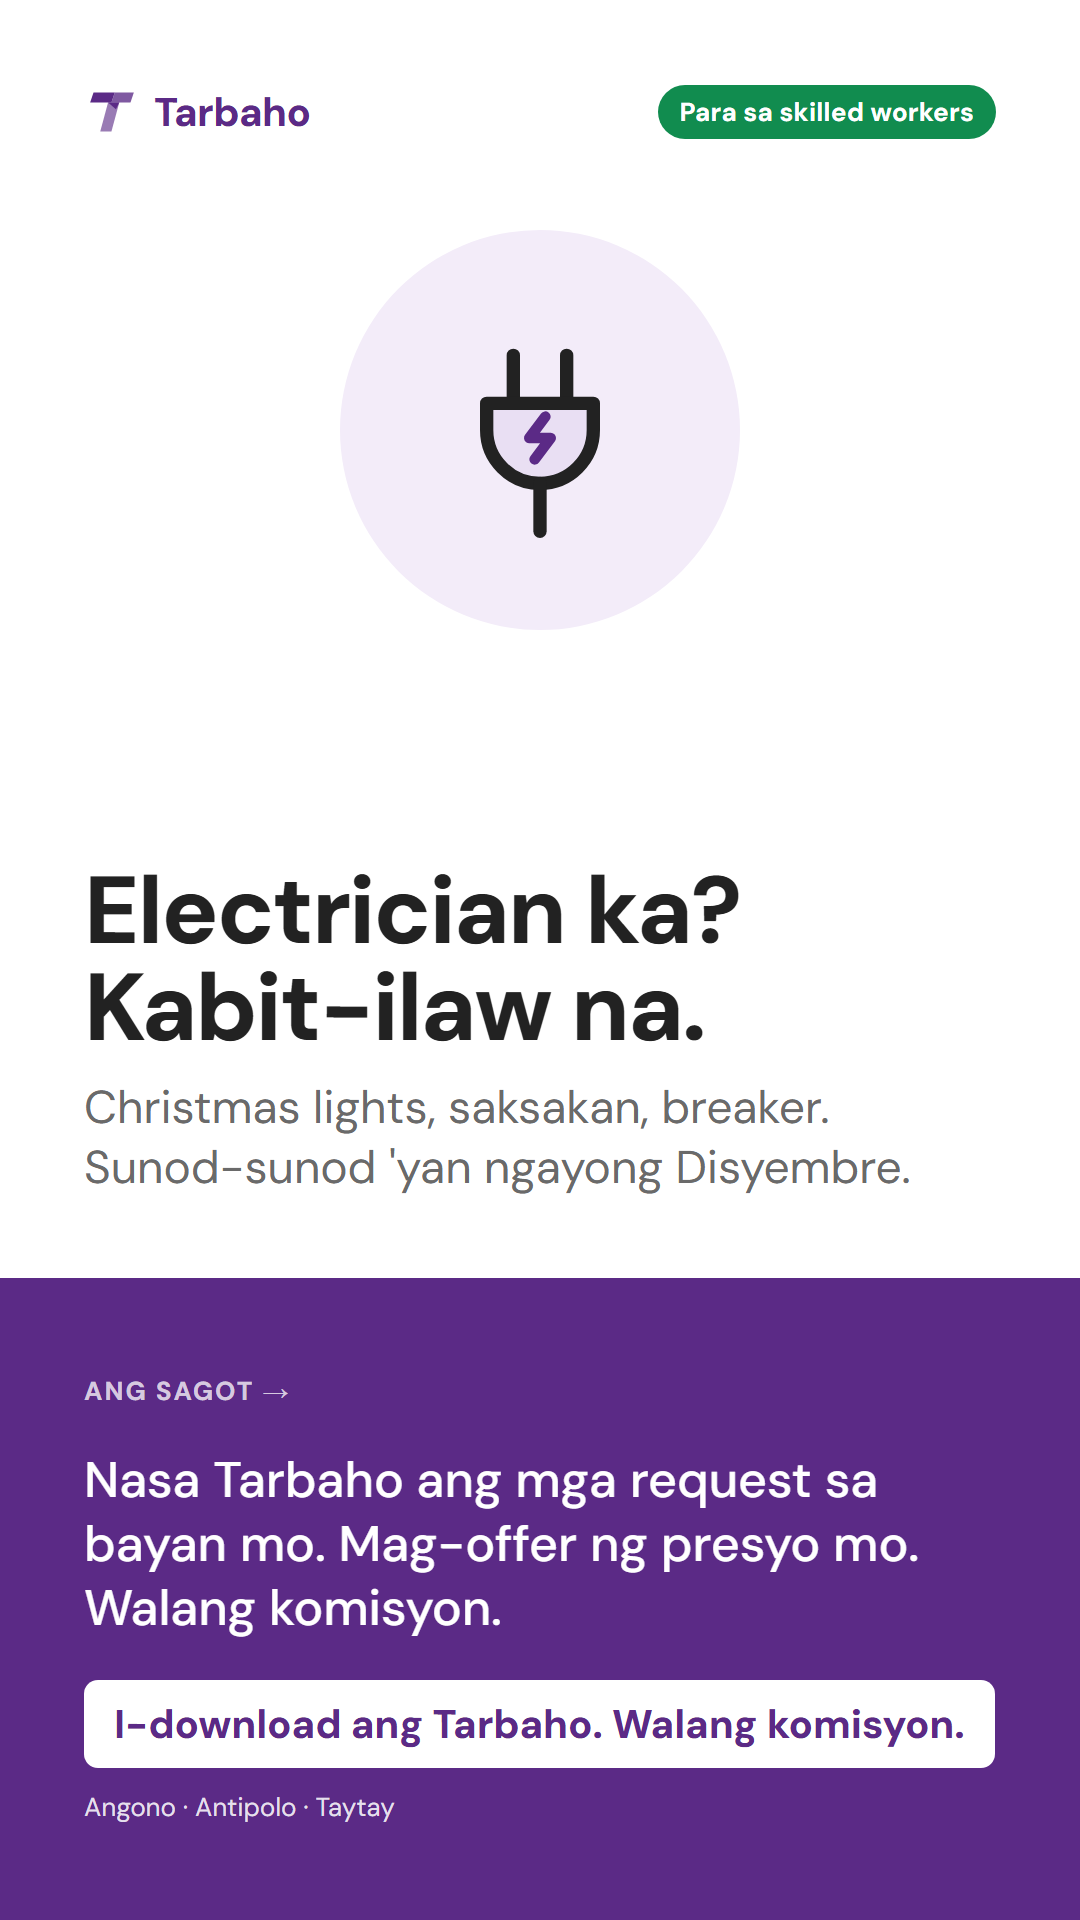 Tarbaho
Para sa skilled workers
Electrician ka?
Kabit-ilaw na.
Christmas lights, saksakan, breaker.
Sunod-sunod 'yan ngayong Disyembre.
ANG SAGOT →
Nasa Tarbaho ang mga request sa
bayan mo. Mag-offer ng presyo mo.
Walang komisyon.
I-download ang Tarbaho. Walang komisyon.
Angono · Antipolo · Taytay